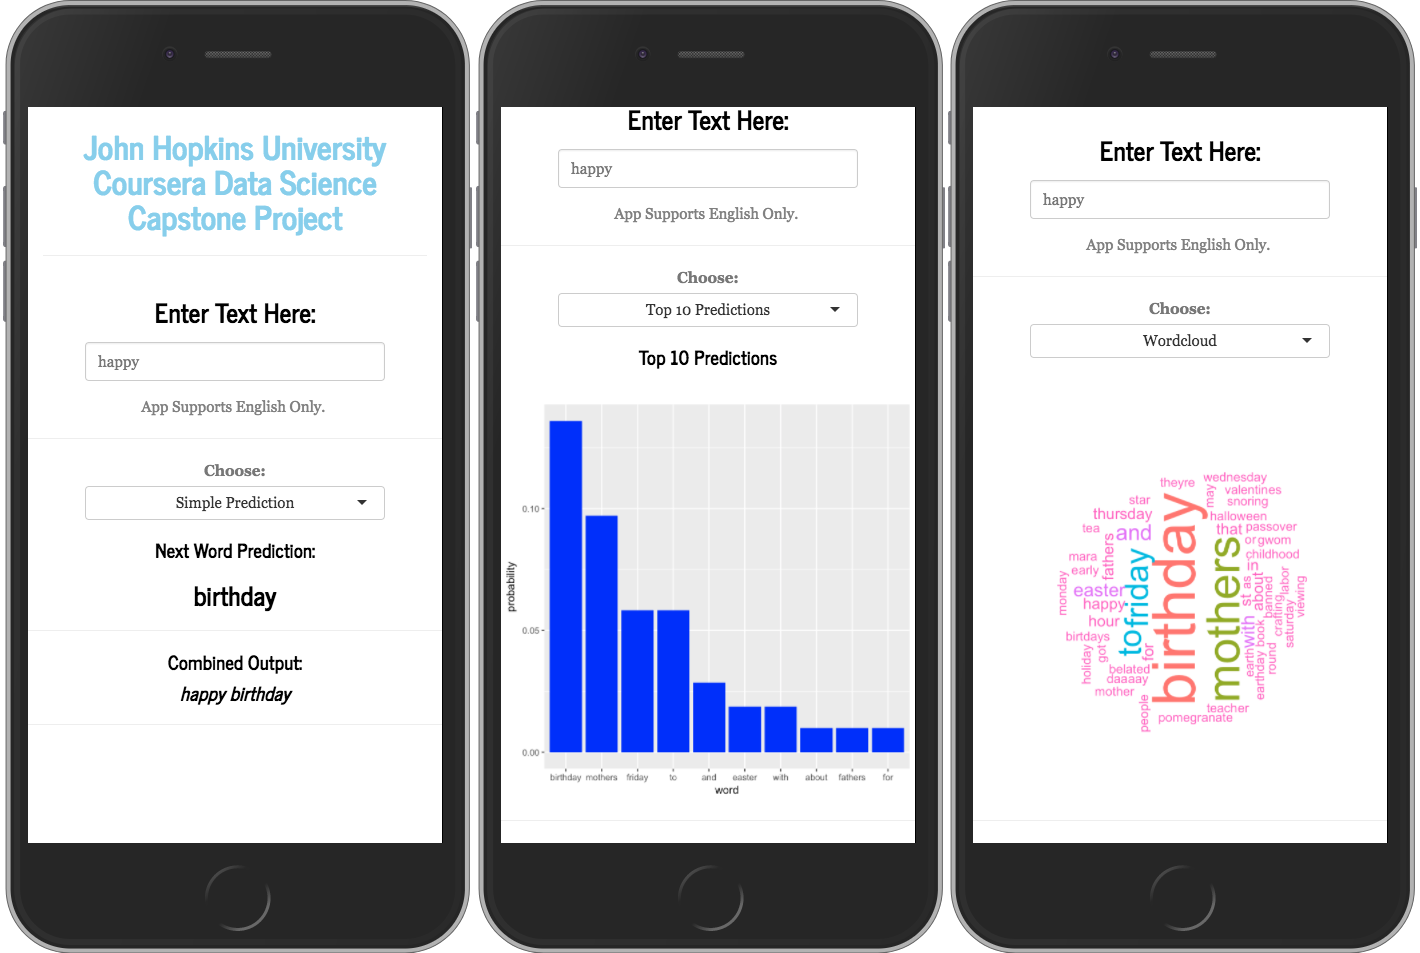 John Hopkins University
Coursera Data Science
Capstone Project
Enter Text Here:
happy
App Supports English Only.
Choose:
Simple Prediction
Next Word Prediction:
birthday
Combined Output:
happy birthday
Enter Text Here:
happy
App Supports English Only.
Choose:
Top 10 Predictions
Top 10 Predictions
probability
0.10
0.05
0.00
birthday mothers friday to and easter with about fathers for
word
Enter Text Here:
happy
App Supports English Only.
Choose:
Wordcloud
theyre
wednesday
may
valentines
star
snoring
thursday
halloween
tea
and
that
passover
or
gwom
fathers
childhood
mara
early
in
monday
easter
friday
birthday
mothers
st
as
about
banned
labor
viewing
happy
crafting
hour
to
with
saturday
birtdays
got
for
book
holiday
belated
earth
earthday
round
daaaay
mother
people
teacher
pomegranate